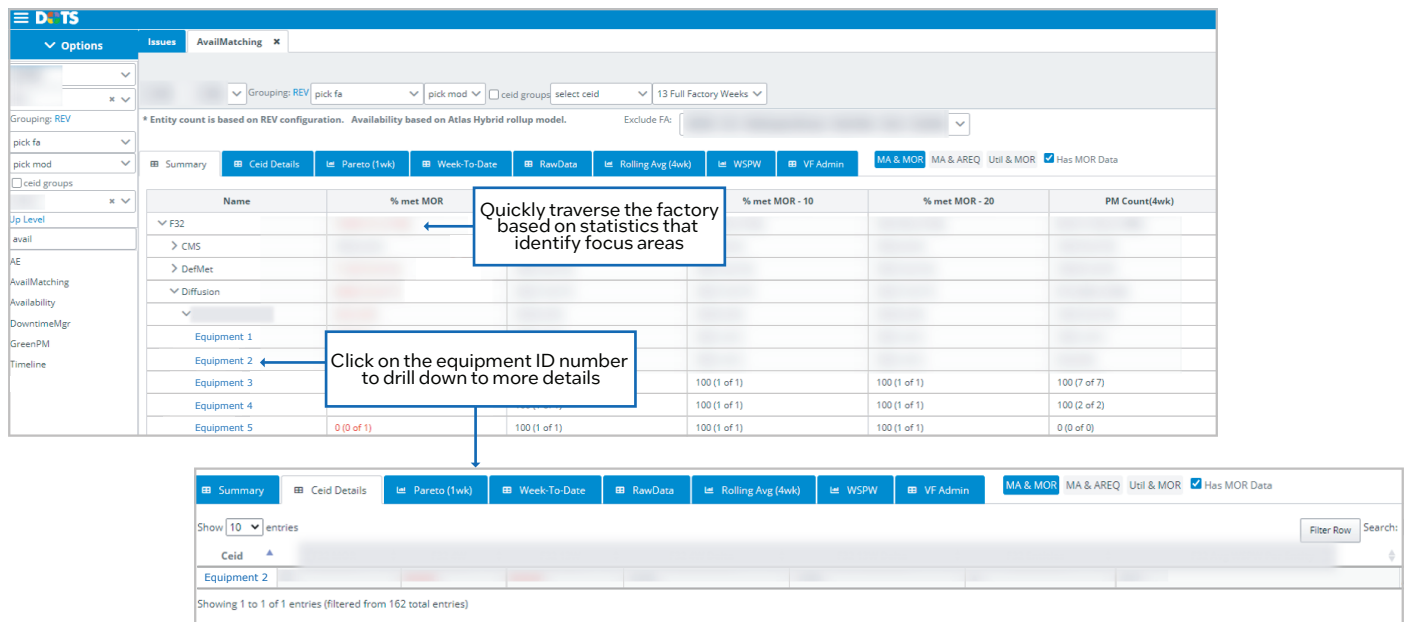 DOTS
Options
Issues AvailMatching ×
Grouping: REV pick fa pick mod ceid groups select ceid 13 Full Factory Weeks
* Entity count is based on REV configuration. Availability based on Atlas Hybrid rollup model. Exclude FA:
Grouping: REV
pick fa
pick mod
ceid groups
Up Level
avail
AE
AvailMatching
Availability
DowntimeMgr
GreenPM
Timeline
Summary Ceid Details Pareto (1wk) Week-To-Date RawData Rolling Avg (4wk) WSPW VF Admin MA & MOR MA & AREQ Util & MOR Has MOR Data
Name % met MOR % met MOR - 10 % met MOR - 20 PM Count(4wk)
F32
CMS
DefMet
Diffusion
Equipment 1
Equipment 2
Equipment 3 100 (1 of 1) 100 (1 of 1) 100 (7 of 7)
Equipment 4 100 (1 of 1) 100 (1 of 1) 100 (2 of 2)
Equipment 5 0 (0 of 1) 100 (1 of 1) 100 (1 of 1) 100 (1 of 1) 0 (0 of 0)
Quickly traverse the factory
based on statistics that
identify focus areas
Click on the equipment ID number
to drill down to more details
Summary Ceid Details Pareto (1wk) Week-To-Date RawData Rolling Avg (4wk) WSPW VF Admin MA & MOR MA & AREQ Util & MOR Has MOR Data
Show 10 entries Filter Row Search:
Ceid
Equipment 2
Showing 1 to 1 of 1 entries (filtered from 162 total entries)